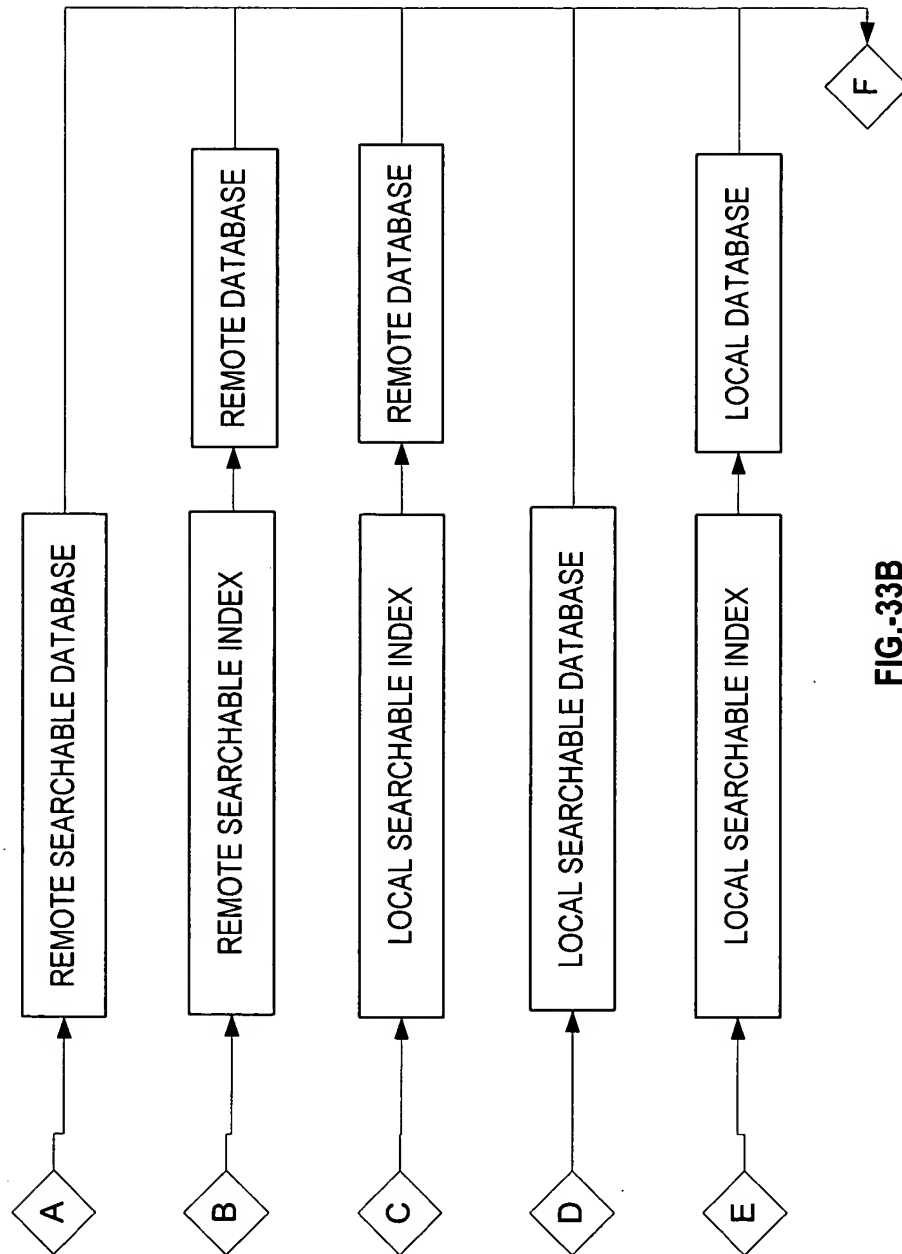 A
REMOTE SEARCHABLE DATABASE
B
REMOTE SEARCHABLE INDEX
REMOTE DATABASE
C
LOCAL SEARCHABLE INDEX
REMOTE DATABASE
D
LOCAL SEARCHABLE DATABASE
E
LOCAL SEARCHABLE INDEX
LOCAL DATABASE
F
FIG.-33B